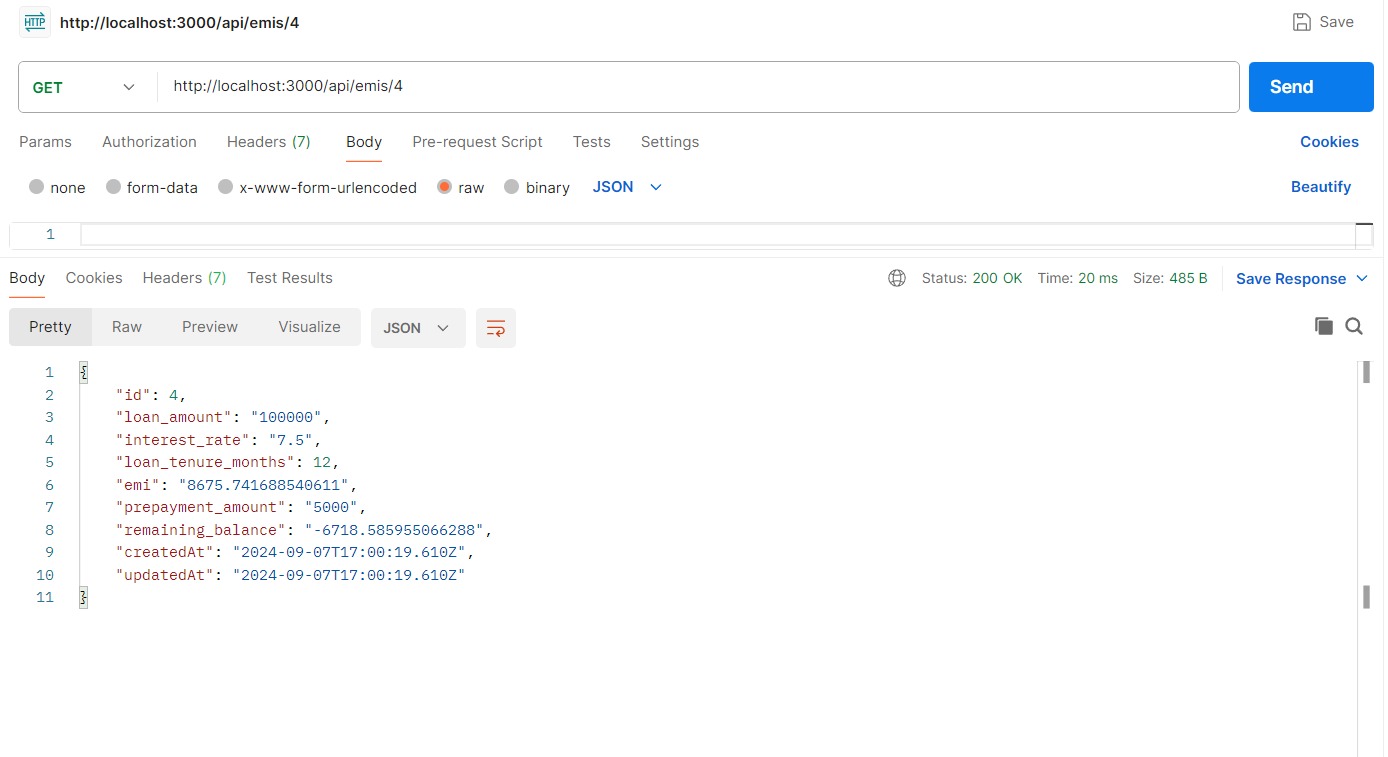 HTTP http://localhost:3000/api/emis/4 Save
GET http://localhost:3000/api/emis/4 Send
Params Authorization Headers (7) Body Pre-request Script Tests Settings Cookies
none form-data x-www-form-urlencoded raw binary JSON Beautify
1
Body Cookies Headers (7) Test Results Status: 200 OK Time: 20 ms Size: 485 B Save Response
Pretty Raw Preview Visualize JSON
1 {
2 "id": 4,
3 "loan_amount": "100000",
4 "interest_rate": "7.5",
5 "loan_tenure_months": 12,
6 "emi": "8675.741688540611",
7 "prepayment_amount": "5000",
8 "remaining_balance": "-6718.585955066288",
9 "createdAt": "2024-09-07T17:00:19.610Z",
10 "updatedAt": "2024-09-07T17:00:19.610Z"
11 }